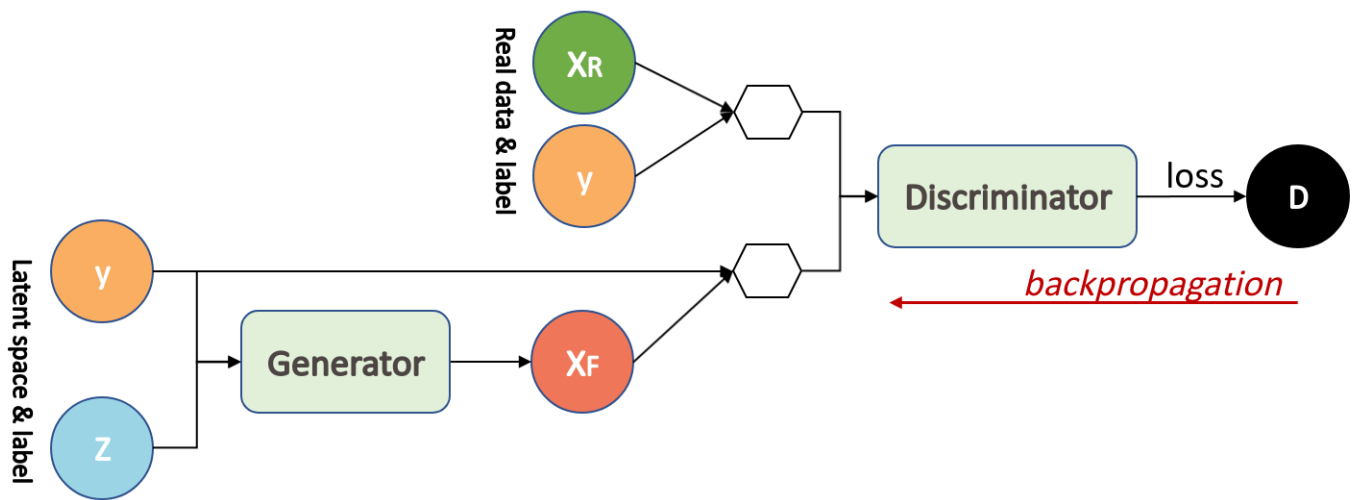 Real data & label
XR
y
Discriminator
loss
D
backpropagation
Latent space & label
y
Generator
XF
Z